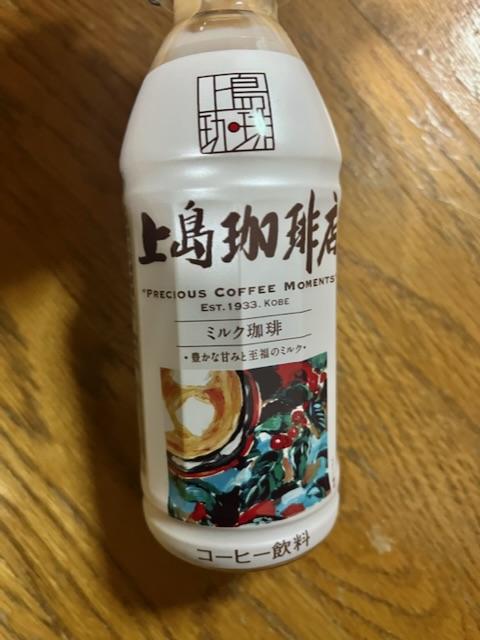 上島
珈琲
上島珈琲店
"PRECIOUS COFFEE MOMENTS"
EST. 1933. KOBE
ミルク珈琲
・豊かな甘みと至福のミルク・
コーヒー飲料